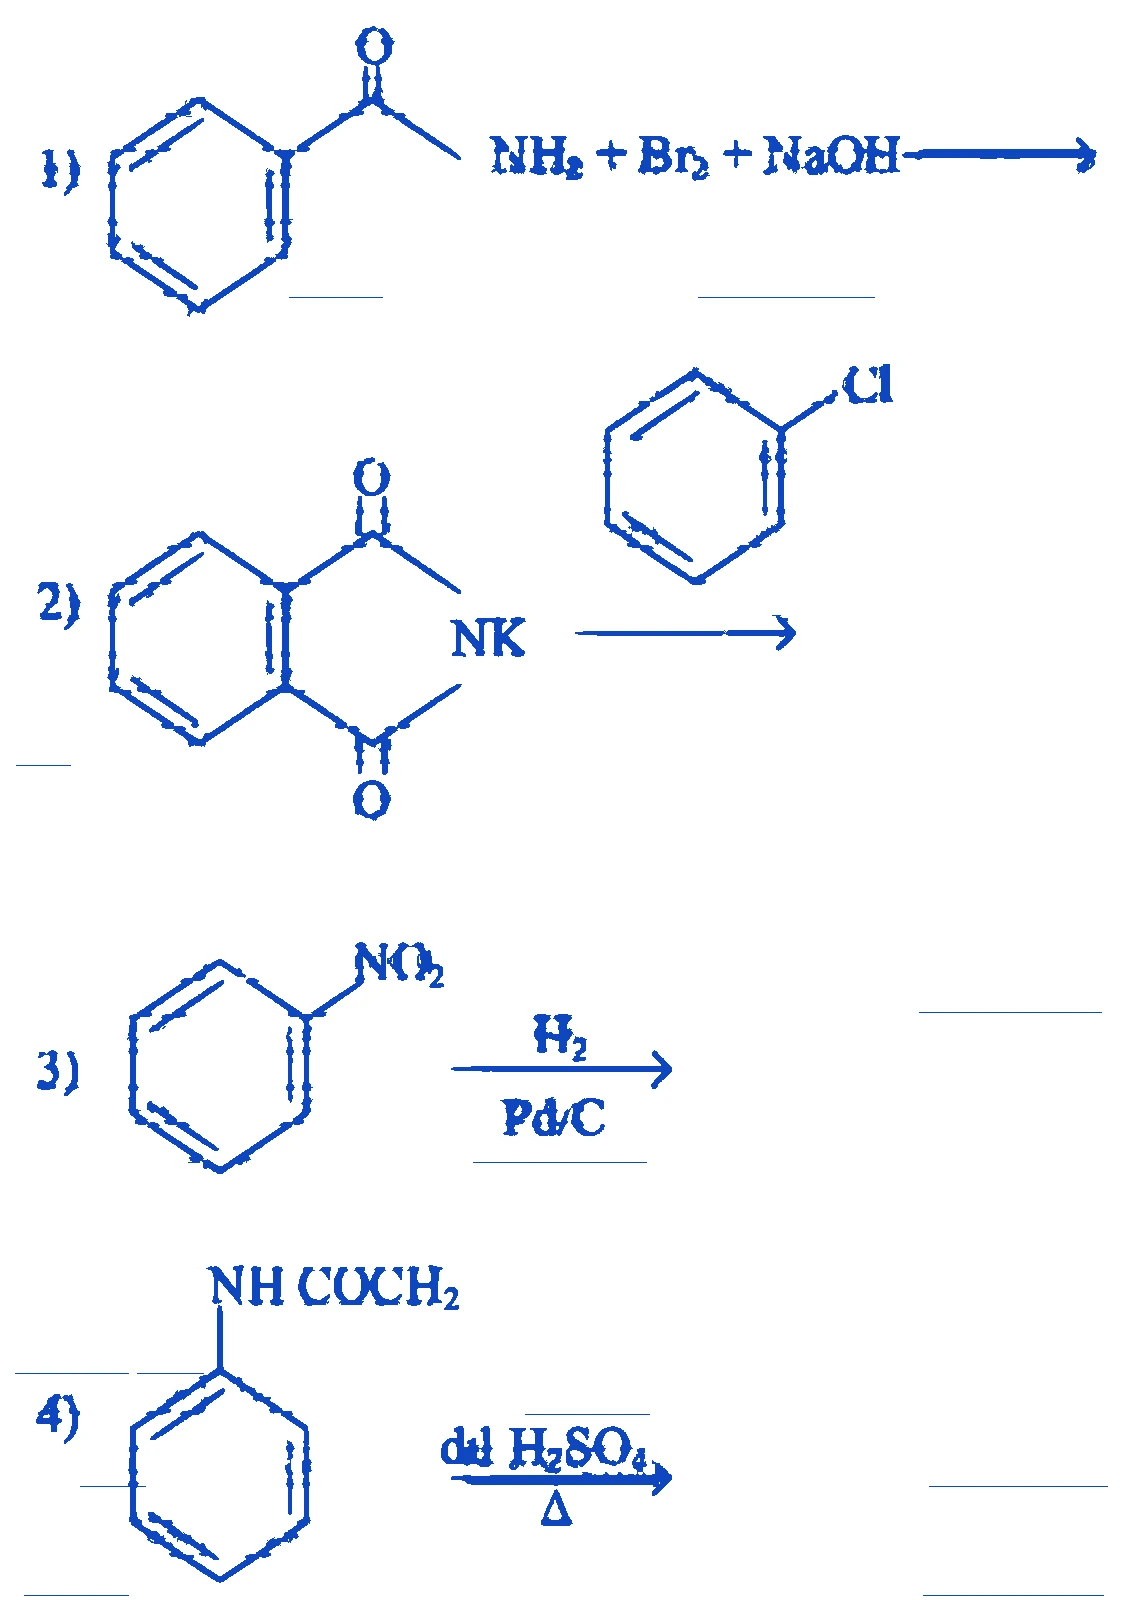 O
1) NH₂ + Br₂ + NaOH
Cl
O
2) NK
O
NO₂
3) H₂
Pd/C
NH COCH₂
4) dil H₂SO₄
Δ